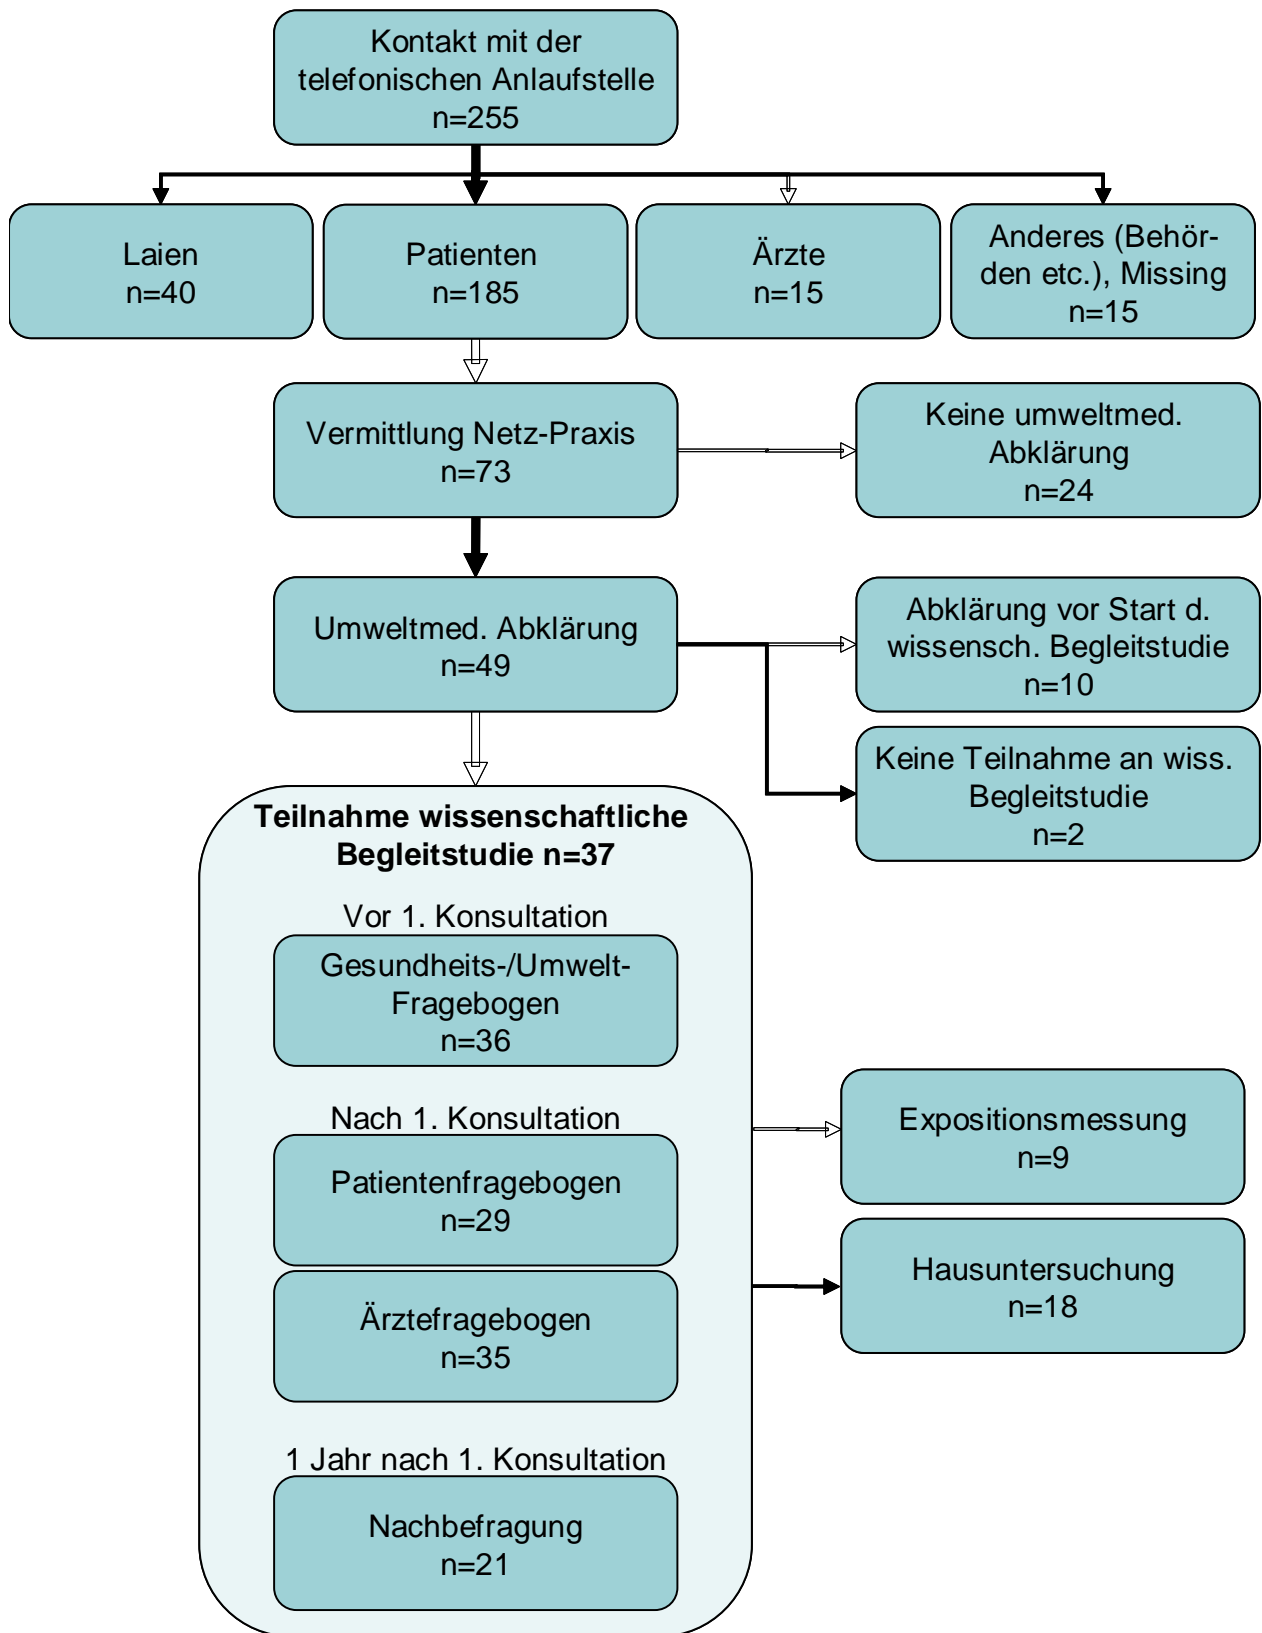 Kontakt mit der
telefonischen Anlaufstelle
n=255
Laien
n=40
Patienten
n=185
Ärzte
n=15
Anderes (Behör-
den etc.), Missing
n=15
Vermittlung Netz-Praxis
n=73
Keine umweltmed.
Abklärung
n=24
Umweltmed. Abklärung
n=49
Abklärung vor Start d.
wissensch. Begleitstudie
n=10
Keine Teilnahme an wiss.
Begleitstudie
n=2
Teilnahme wissenschaftliche
Begleitstudie n=37
Vor 1. Konsultation
Gesundheits-/Umwelt-
Fragebogen
n=36
Nach 1. Konsultation
Patientenfragebogen
n=29
Ärztefragebogen
n=35
Expositionsmessung
n=9
Hausuntersuchung
n=18
1 Jahr nach 1. Konsultation
Nachbefragung
n=21